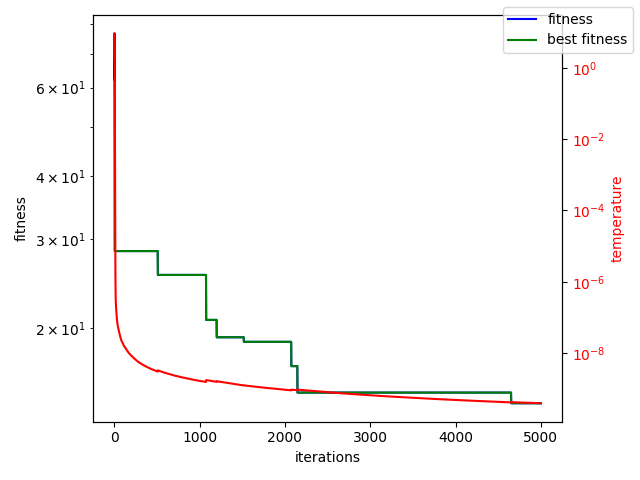 fitness
best fitness
6 × 10¹
4 × 10¹
3 × 10¹
2 × 10¹
fitness
10⁰
10⁻²
10⁻⁴
10⁻⁶
10⁻⁸
temperature
0 1000 2000 3000 4000 5000
iterations